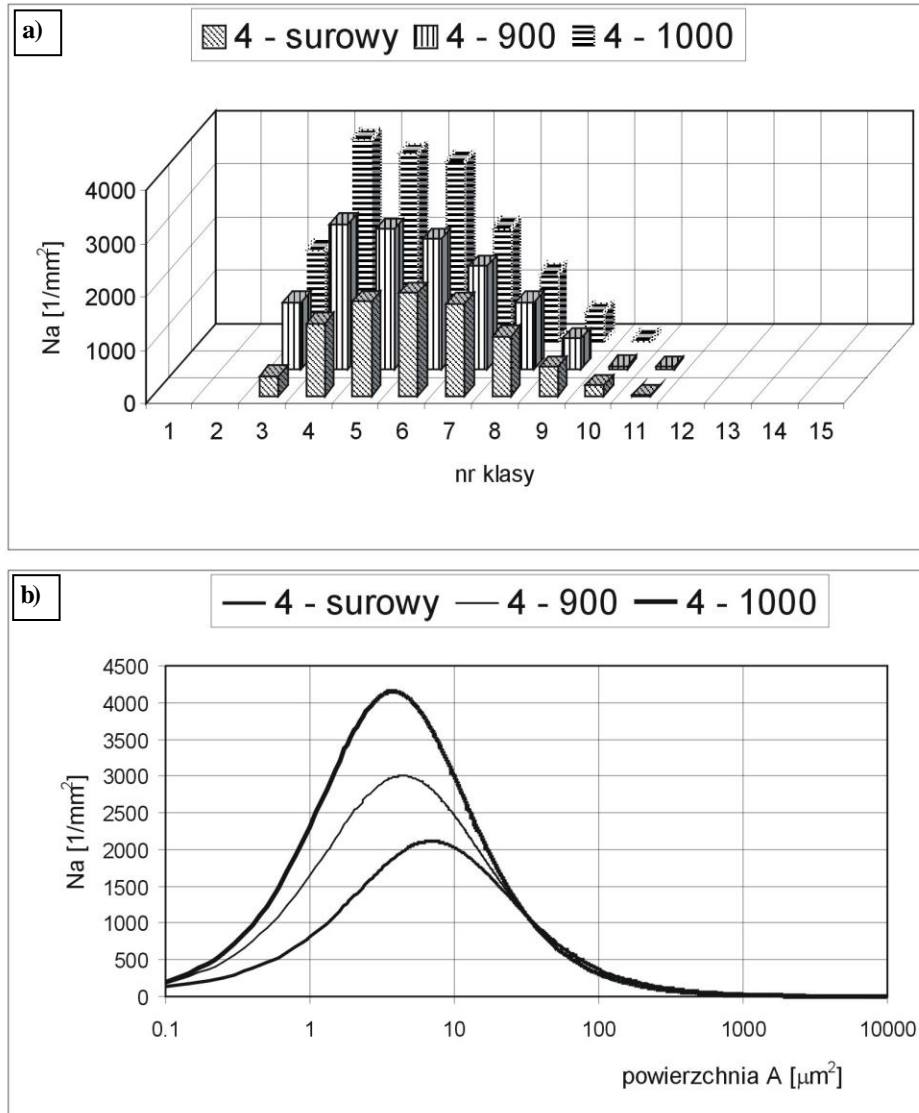 a)
4 - surowy 4 - 900 4 - 1000
4000
3000
2000
1000
0
Na [1/mm²]
1 2 3 4 5 6 7 8 9 10 11 12 13 14 15
nr klasy
b)
4 - surowy 4 - 900 4 - 1000
4500
4000
3500
3000
2500
2000
1500
1000
500
0
Na [1/mm²]
0.1 1 10 100 1000 10000
powierzchnia A [μm²]